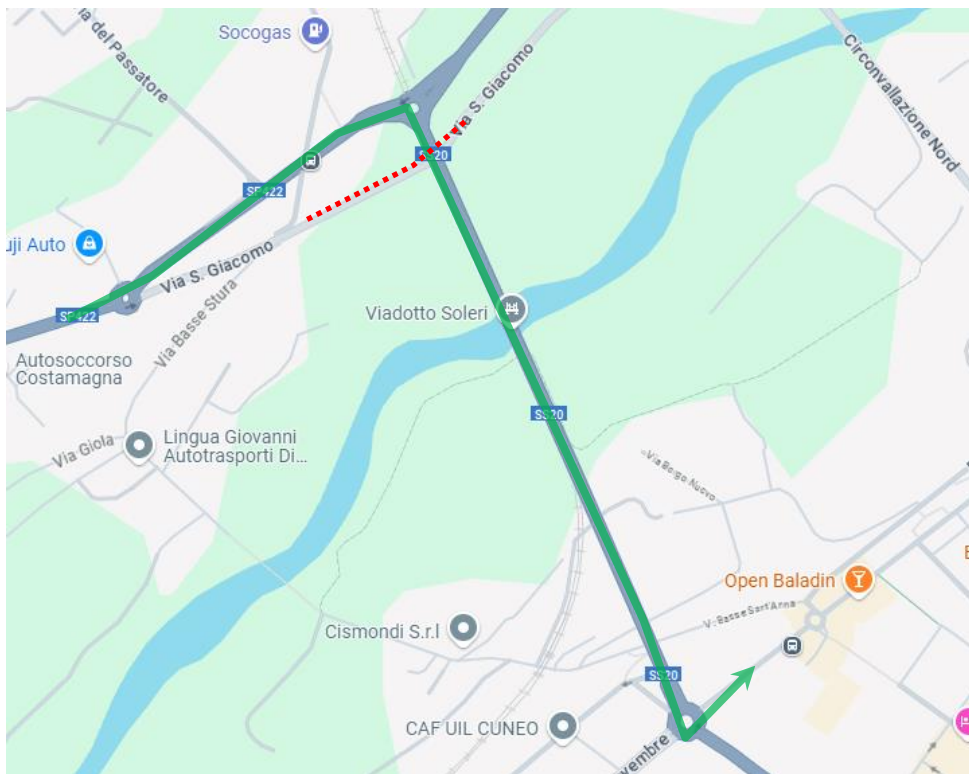 Socogas
ia del Passatore
Via S. Giacomo
Circonvallazione Nord
SS20
SP422
uji Auto
Via S. Giacomo
SP422
Via Basse Stura
Viadotto Soleri
Autosoccorso
Costamagna
SS20
Via Giola
Lingua Giovanni
Autotrasporti Di...
Via Borgo Nuovo
Open Baladin
E
V. Basse Sant'Anna
Cismondi S.r.l
SS20
CAF UIL CUNEO
vembre